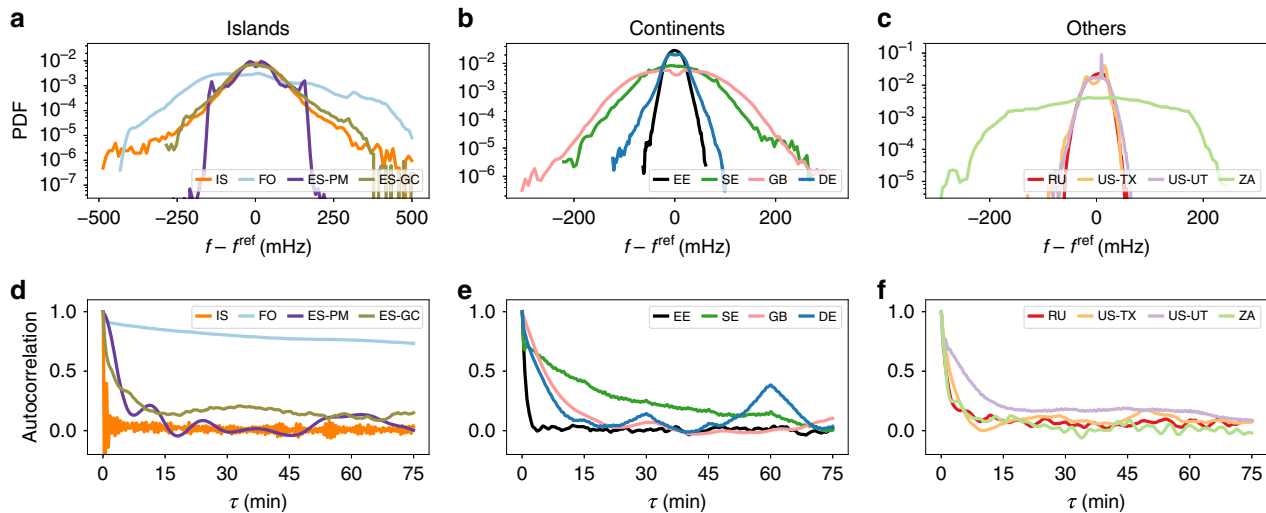 a Islands
PDF
10⁻²
10⁻³
10⁻⁴
10⁻⁵
10⁻⁶
10⁻⁷
IS FO ES-PM ES-GC
−500 −250 0 250 500
f – fʳᵉᶠ (mHz)
b Continents
10⁻²
10⁻³
10⁻⁴
10⁻⁵
10⁻⁶
EE SE GB DE
−200 0 200
f – fʳᵉᶠ (mHz)
c Others
10⁻¹
10⁻²
10⁻³
10⁻⁴
10⁻⁵
RU US-TX US-UT ZA
−200 0 200
f – fʳᵉᶠ (mHz)
d
Autocorrelation
1.0
0.5
0.0
IS FO ES-PM ES-GC
0 15 30 45 60 75
τ (min)
e
1.0
0.5
0.0
EE SE GB DE
0 15 30 45 60 75
τ (min)
f
1.0
0.5
0.0
RU US-TX US-UT ZA
0 15 30 45 60 75
τ (min)